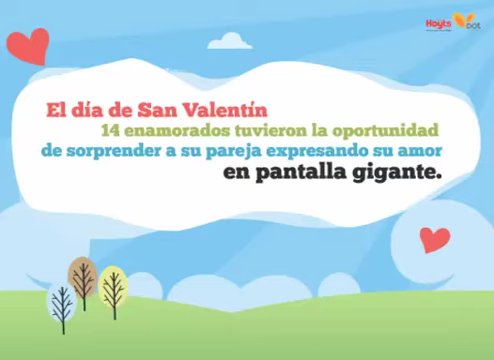 Hoyts
El día de San Valentín
14 enamorados tuvieron la oportunidad
de sorprender a su pareja expresando su amor
en pantalla gigante.